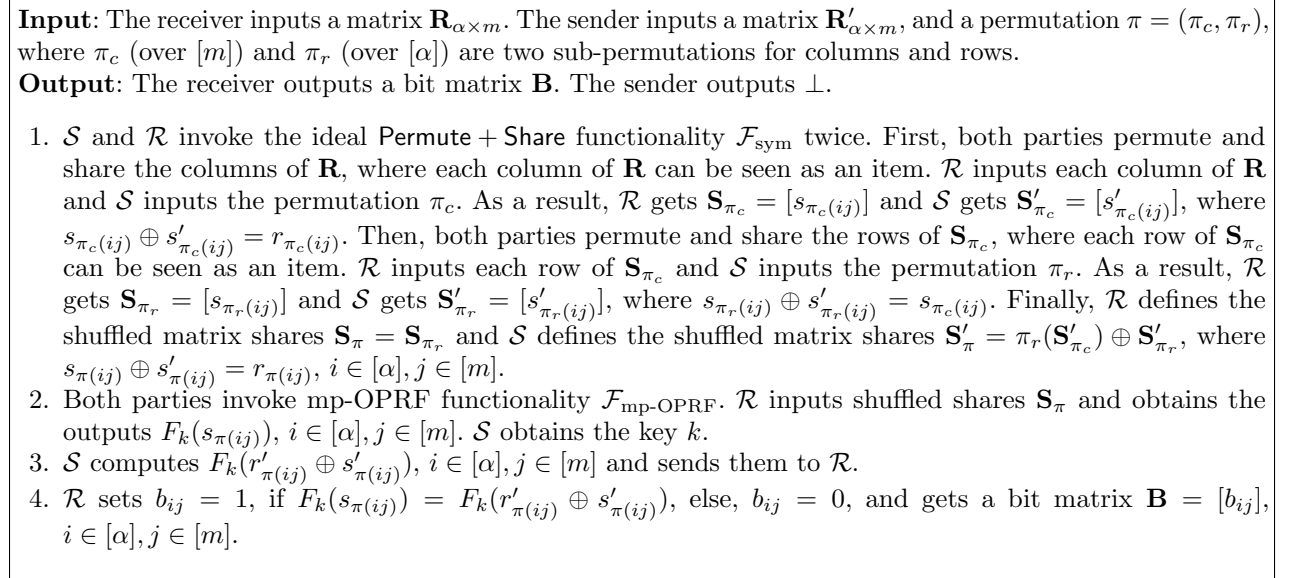 Input: The receiver inputs a matrix R_{α×m}. The sender inputs a matrix R′_{α×m}, and a permutation π = (π_c, π_r),
where π_c (over [m]) and π_r (over [α]) are two sub-permutations for columns and rows.
Output: The receiver outputs a bit matrix B. The sender outputs ⊥.
1. S and R invoke the ideal Permute + Share functionality F_sym twice. First, both parties permute and
share the columns of R, where each column of R can be seen as an item. R inputs each column of R
and S inputs the permutation π_c. As a result, R gets S_{π_c} = [s_{π_c(ij)}] and S gets S′_{π_c} = [s′_{π_c(ij)}], where
s_{π_c(ij)} ⊕ s′_{π_c(ij)} = r_{π_c(ij)}. Then, both parties permute and share the rows of S_{π_c}, where each row of S_{π_c}
can be seen as an item. R inputs each row of S_{π_c} and S inputs the permutation π_r. As a result, R
gets S_{π_r} = [s_{π_r(ij)}] and S gets S′_{π_r} = [s′_{π_r(ij)}], where s_{π_r(ij)} ⊕ s′_{π_r(ij)} = s_{π_c(ij)}. Finally, R defines the
shuffled matrix shares S_π = S_{π_r} and S defines the shuffled matrix shares S′_π = π_r(S′_{π_c}) ⊕ S′_{π_r}, where
s_{π(ij)} ⊕ s′_{π(ij)} = r_{π(ij)}, i ∈ [α], j ∈ [m].
2. Both parties invoke mp-OPRF functionality F_{mp-OPRF}. R inputs shuffled shares S_π and obtains the
outputs F_k(s_{π(ij)}), i ∈ [α], j ∈ [m]. S obtains the key k.
3. S computes F_k(r′_{π(ij)} ⊕ s′_{π(ij)}), i ∈ [α], j ∈ [m] and sends them to R.
4. R sets b_{ij} = 1, if F_k(s_{π(ij)}) = F_k(r′_{π(ij)} ⊕ s′_{π(ij)}), else, b_{ij} = 0, and gets a bit matrix B = [b_{ij}],
i ∈ [α], j ∈ [m].